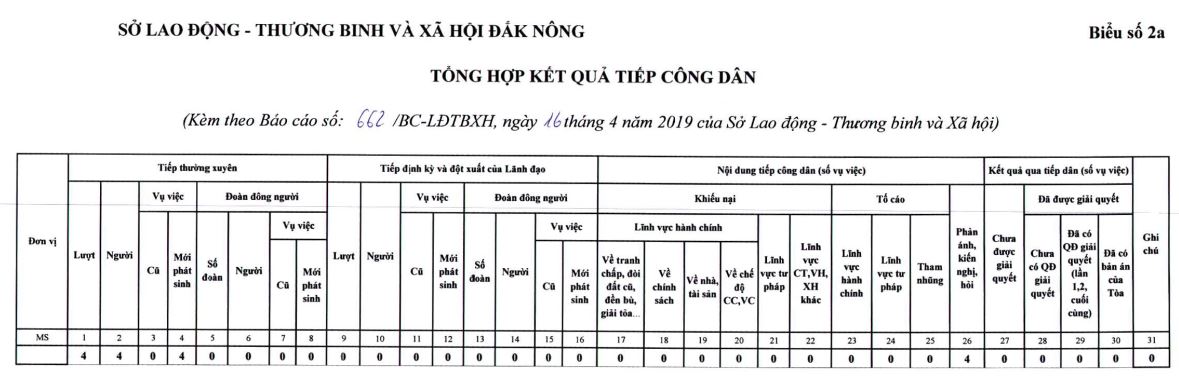 SỞ LAO ĐỘNG - THƯƠNG BINH VÀ XÃ HỘI ĐẮK NÔNG
Biểu số 2a
TỔNG HỢP KẾT QUẢ TIẾP CÔNG DÂN
(Kèm theo Báo cáo số: 662 /BC-LĐTBXH, ngày 16 tháng 4 năm 2019 của Sở Lao động - Thương binh và Xã hội)
Đơn vị
Tiếp thường xuyên
Tiếp định kỳ và đột xuất của Lãnh đạo
Nội dung tiếp công dân (số vụ việc)
Kết quả qua tiếp dân (số vụ việc)
Ghi chú
Lượt
Người
Vụ việc
Cũ
Mới phát sinh
Đoàn đông người
Số đoàn
Người
Vụ việc
Cũ
Mới phát sinh
Lượt
Người
Vụ việc
Cũ
Mới phát sinh
Đoàn đông người
Số đoàn
Người
Vụ việc
Cũ
Mới phát sinh
Khiếu nại
Lĩnh vực hành chính
Về tranh chấp, đòi đất cũ, đền bù, giải tỏa...
Về chính sách
Về nhà, tài sản
Về chế độ CC,VC
Lĩnh vực tư pháp
Lĩnh vực CT,VH, XH khác
Tố cáo
Lĩnh vực hành chính
Lĩnh vực tư pháp
Tham nhũng
Phản ánh, kiến nghị, hỏi
Chưa được giải quyết
Đã được giải quyết
Chưa có QĐ giải quyết
Đã có QĐ giải quyết (lần 1,2, cuối cùng)
Đã có bản án của Tòa
MS 1 2 3 4 5 6 7 8 9 10 11 12 13 14 15 16 17 18 19 20 21 22 23 24 25 26 27 28 29 30 31
4 4 0 4 0 0 0 0 0 0 0 0 0 0 0 0 0 0 0 0 0 0 0 0 0 4 0 0 0 0 0